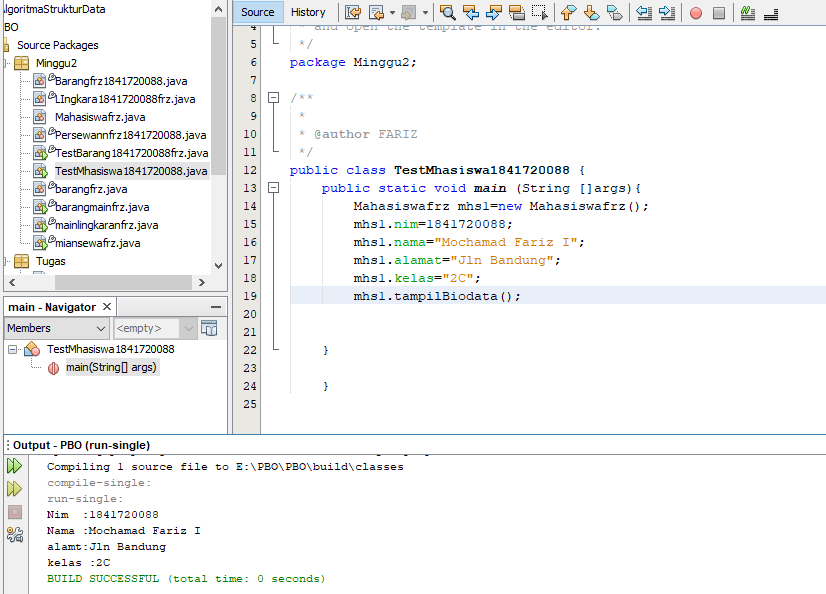 AlgoritmaStrukturData
BO
Source Packages
Minggu2
Barangfrz1841720088.java
LIngkara1841720088frz.java
Mahasiswafrz.java
Persewannfrz1841720088.java
TestBarang1841720088frz.java
TestMhasiswa1841720088.java
barangfrz.java
barangmainfrz.java
mainlingkaranfrz.java
miansewafrz.java
Tugas
main - Navigator
Members
<empty>
TestMhasiswa1841720088
main(String[] args)
Source History
4 * and open the template in the editor.
5 */
6 package Minggu2;
7
8 /**
9 *
10 * @author FARIZ
11 */
12 public class TestMhasiswa1841720088 {
13 public static void main (String []args){
14 Mahasiswafrz mhs1=new Mahasiswafrz();
15 mhs1.nim=1841720088;
16 mhs1.nama="Mochamad Fariz I";
17 mhs1.alamat="Jln Bandung";
18 mhs1.kelas="2C";
19 mhs1.tampilBiodata();
20
21
22 }
23
24 }
25
Output - PBO (run-single)
Compiling 1 source file to E:\PBO\PBO\build\classes
compile-single:
run-single:
Nim :1841720088
Nama :Mochamad Fariz I
alamt:Jln Bandung
kelas :2C
BUILD SUCCESSFUL (total time: 0 seconds)